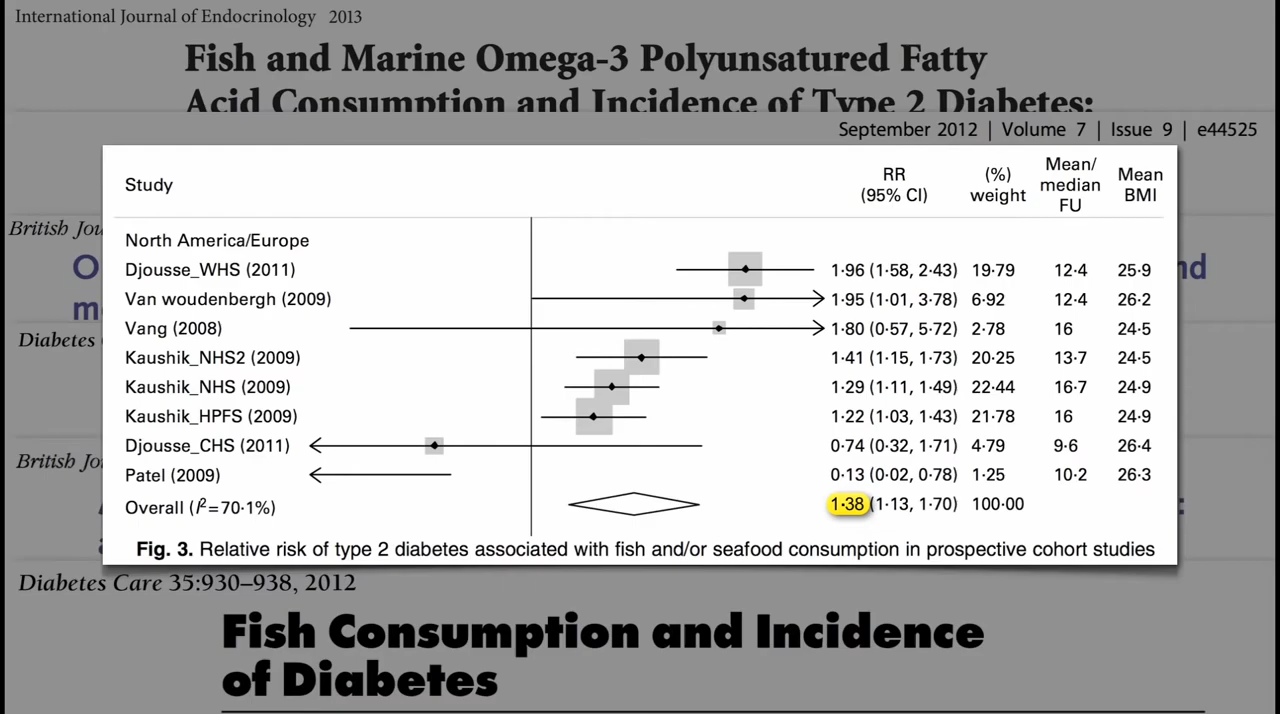 International Journal of Endocrinology 2013
Fish and Marine Omega-3 Polyunsaturated Fatty
Acid Consumption and Incidence of Type 2 Diabetes:
September 2012 | Volume 7 | Issue 9 | e44525
Study RR (95% CI) (%) weight Mean/median FU Mean BMI
North America/Europe
Djousse_WHS (2011) 1·96 (1·58, 2·43) 19·79 12·4 25·9
Van woudenbergh (2009) 1·95 (1·01, 3·78) 6·92 12·4 26·2
Vang (2008) 1·80 (0·57, 5·72) 2·78 16 24·5
Kaushik_NHS2 (2009) 1·41 (1·15, 1·73) 20·25 13·7 24·5
Kaushik_NHS (2009) 1·29 (1·11, 1·49) 22·44 16·7 24·9
Kaushik_HPFS (2009) 1·22 (1·03, 1·43) 21·78 16 24·9
Djousse_CHS (2011) 0·74 (0·32, 1·71) 4·79 9·6 26·4
Patel (2009) 0·13 (0·02, 0·78) 1·25 10·2 26·3
Overall (I²=70·1%) 1·38 (1·13, 1·70) 100·00
Fig. 3. Relative risk of type 2 diabetes associated with fish and/or seafood consumption in prospective cohort studies
British Jou
Diabetes
British Jo
Diabetes Care 35:930–938, 2012
Fish Consumption and Incidence
of Diabetes